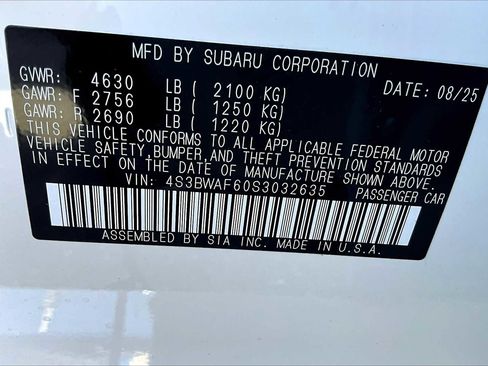 MFD BY SUBARU CORPORATION
GVWR: 4630 LB ( 2100 KG) DATE: 08/25
GAWR: F 2756 LB ( 1250 KG)
GAWR: R 2690 LB ( 1220 KG)
THIS VEHICLE CONFORMS TO ALL APPLICABLE FEDERAL MOTOR
VEHICLE SAFETY, BUMPER, AND THEFT PREVENTION STANDARDS
IN EFFECT ON THE DATE OF MANUFACTURE SHOWN ABOVE.
VIN: 4S3BWAF60S3032635 PASSENGER CAR
ASSEMBLED BY SIA INC. MADE IN U.S.A.